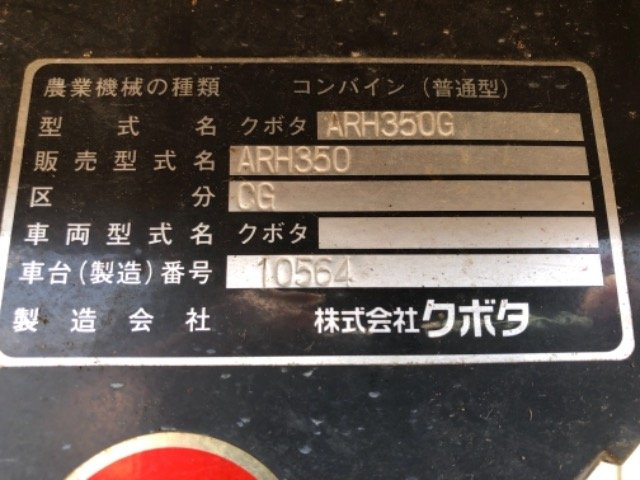 農業機械の種類 コンバイン(普通型)
型式名 クボタ ARH350G
販売型式名 ARH350
区分 CG
車両型式名 クボタ
車台(製造)番号 10564
製造会社 株式会社クボタ